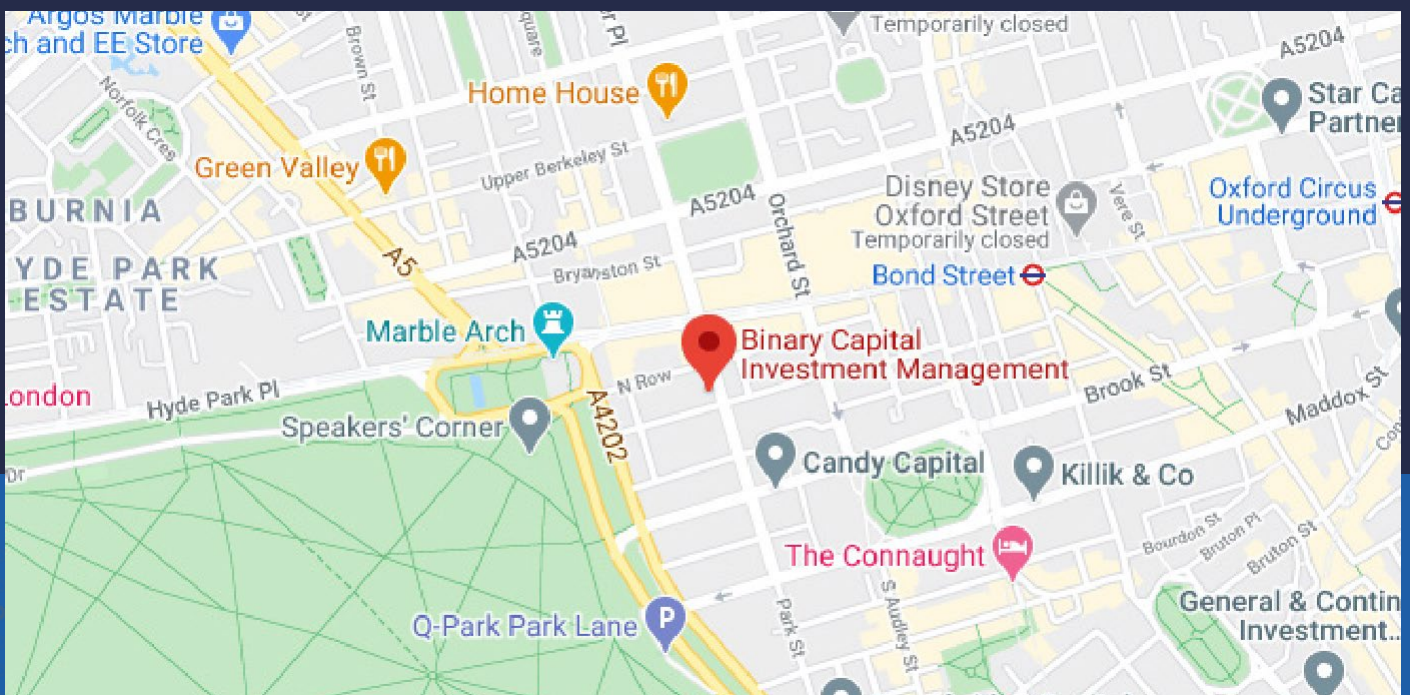 Argos Marble
ch and EE Store
Temporarily closed
A5204
Brown St
Home House
Star Ca
Partner
Norfolk Cres
A5204
Green Valley
Upper Berkeley St
BURNIA
A5204
Orchard St
Disney Store
Oxford Street
Temporarily closed
Vere St
Oxford Circus
Underground
YDE PARK
ESTATE
A5
A5204
Bryanston St
Bond Street
Marble Arch
Binary Capital
Investment Management
London
Hyde Park Pl
N Row
Brook St
Maddox St
Speakers' Corner
A4202
Dr
Candy Capital
Killik & Co
Bourdon St
Bruton Pl
Bruton St
The Connaught
S Audley St
Park St
P
Q-Park Park Lane
General & Contin
Investment...